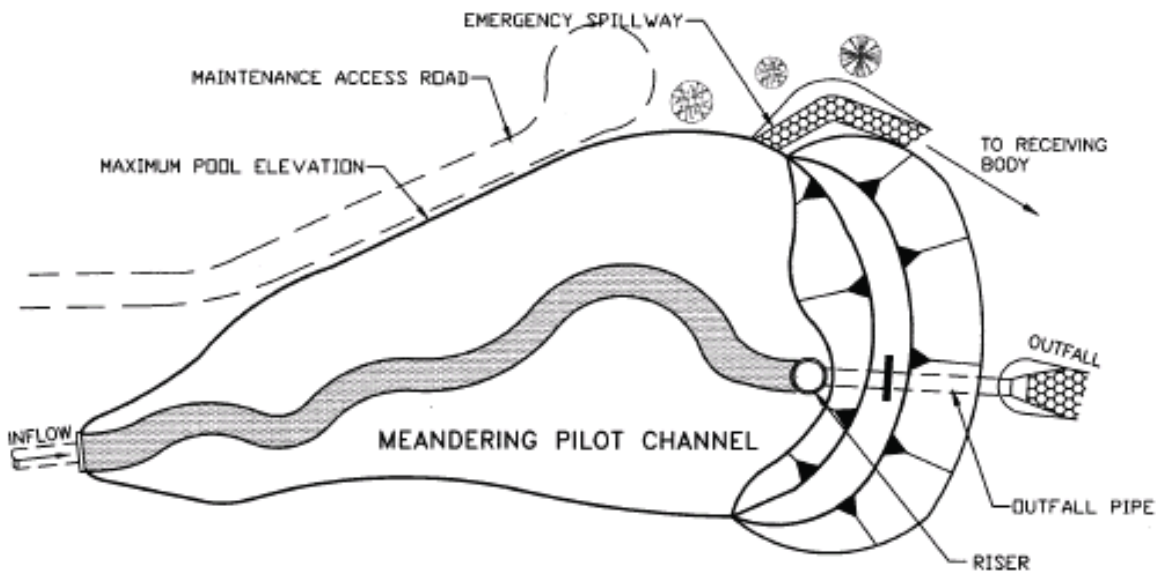 EMERGENCY SPILLWAY
MAINTENANCE ACCESS ROAD
MAXIMUM POOL ELEVATION
TO RECEIVING
BODY
OUTFALL
INFLOW
MEANDERING PILOT CHANNEL
OUTFALL PIPE
RISER